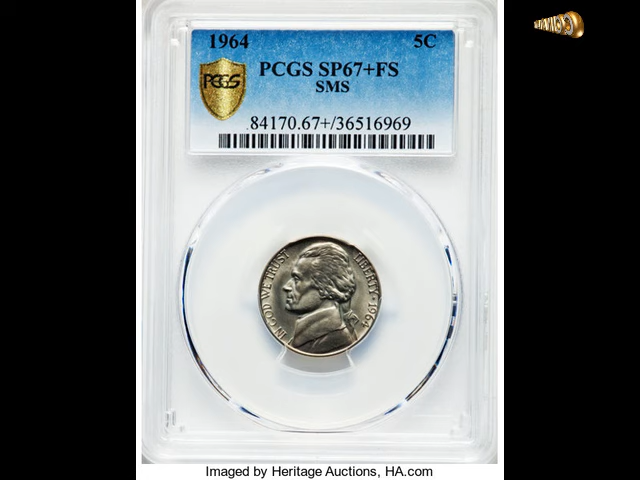 1964 5C
PCGS
PCGS SP67+FS
SMS
.84170.67+/36516969
IN GOD WE TRUST
LIBERTY • 1964
Imaged by Heritage Auctions, HA.com